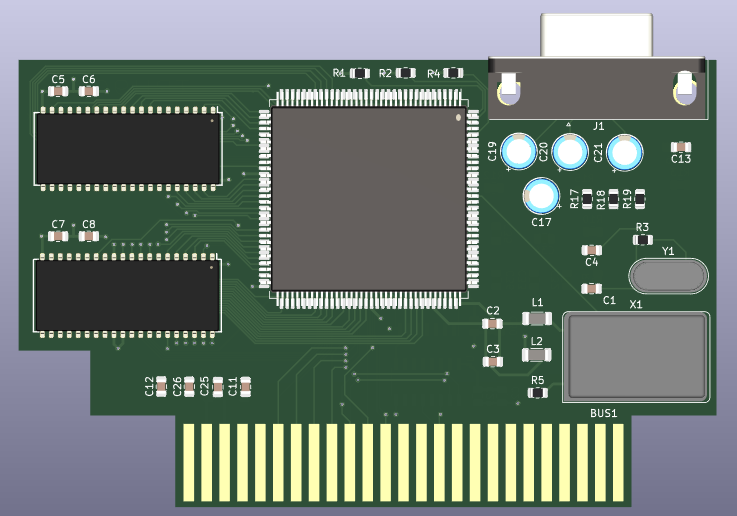 C5 C6
R1 R2 R4
J1
C19 C20 C21 C13
C17 R17 R18 R19
C7 C8
R3
C4 Y1
C1
X1
C2 L1
C3 L2
C12 C26 C25 C11
R5
BUS1